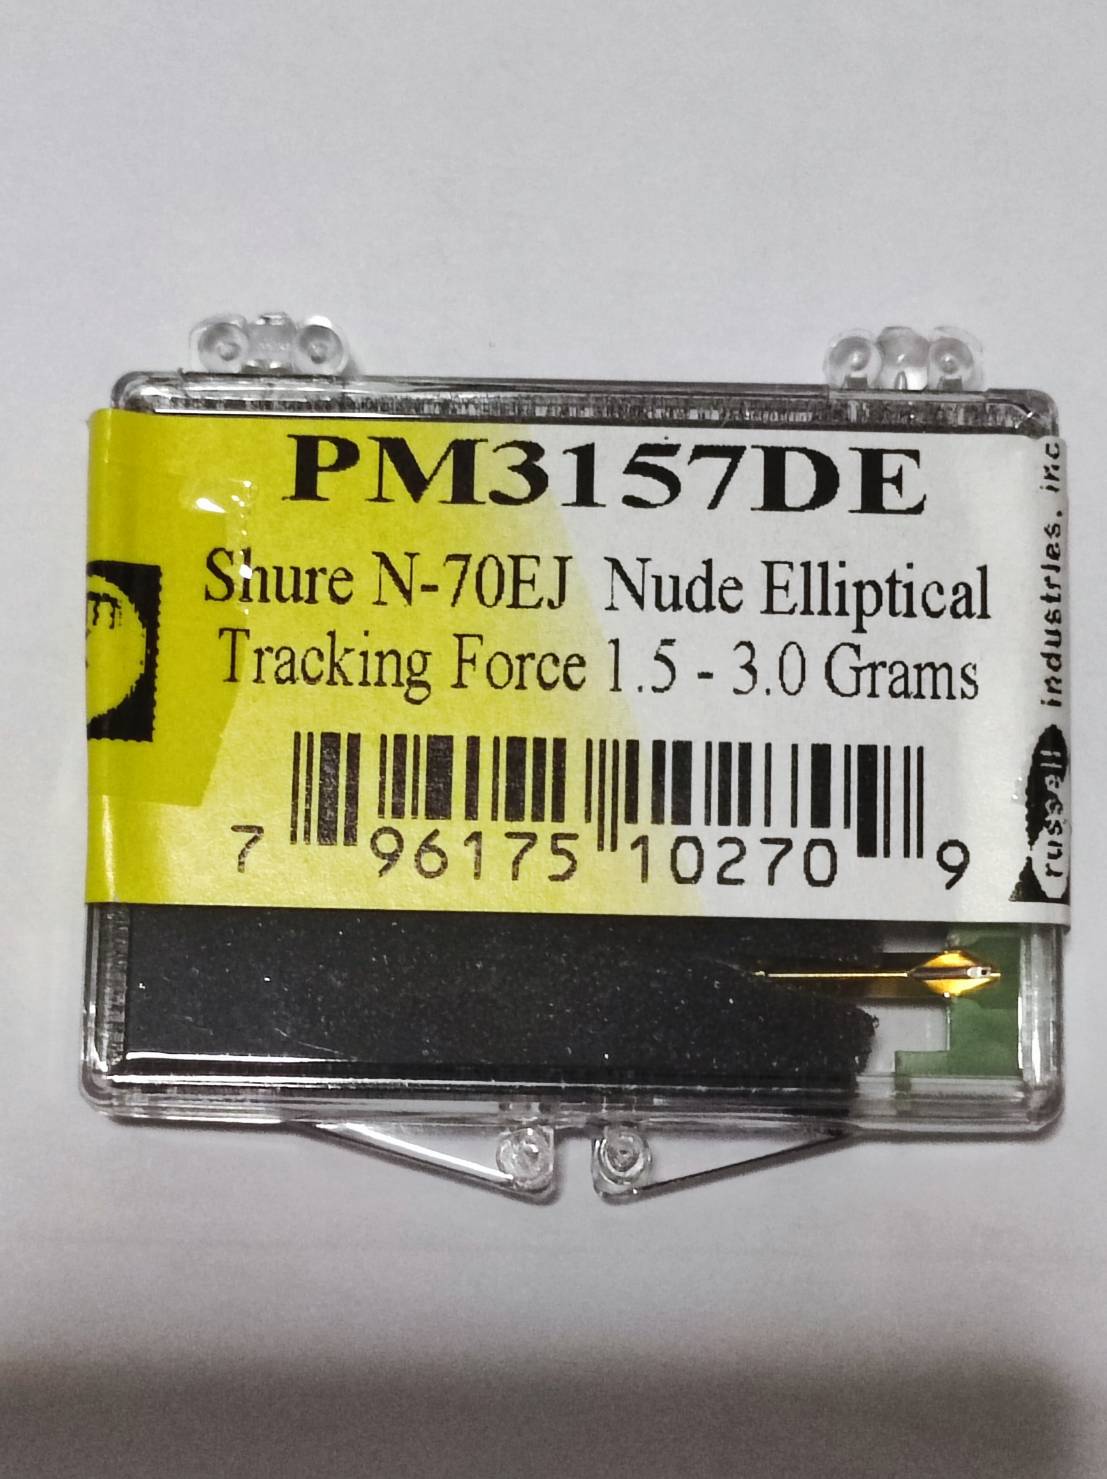 PM3157DE
Shure N-70EJ Nude Elliptical
Tracking Force 1.5 - 3.0 Grams
7 96175 10270 9
russell industries, inc